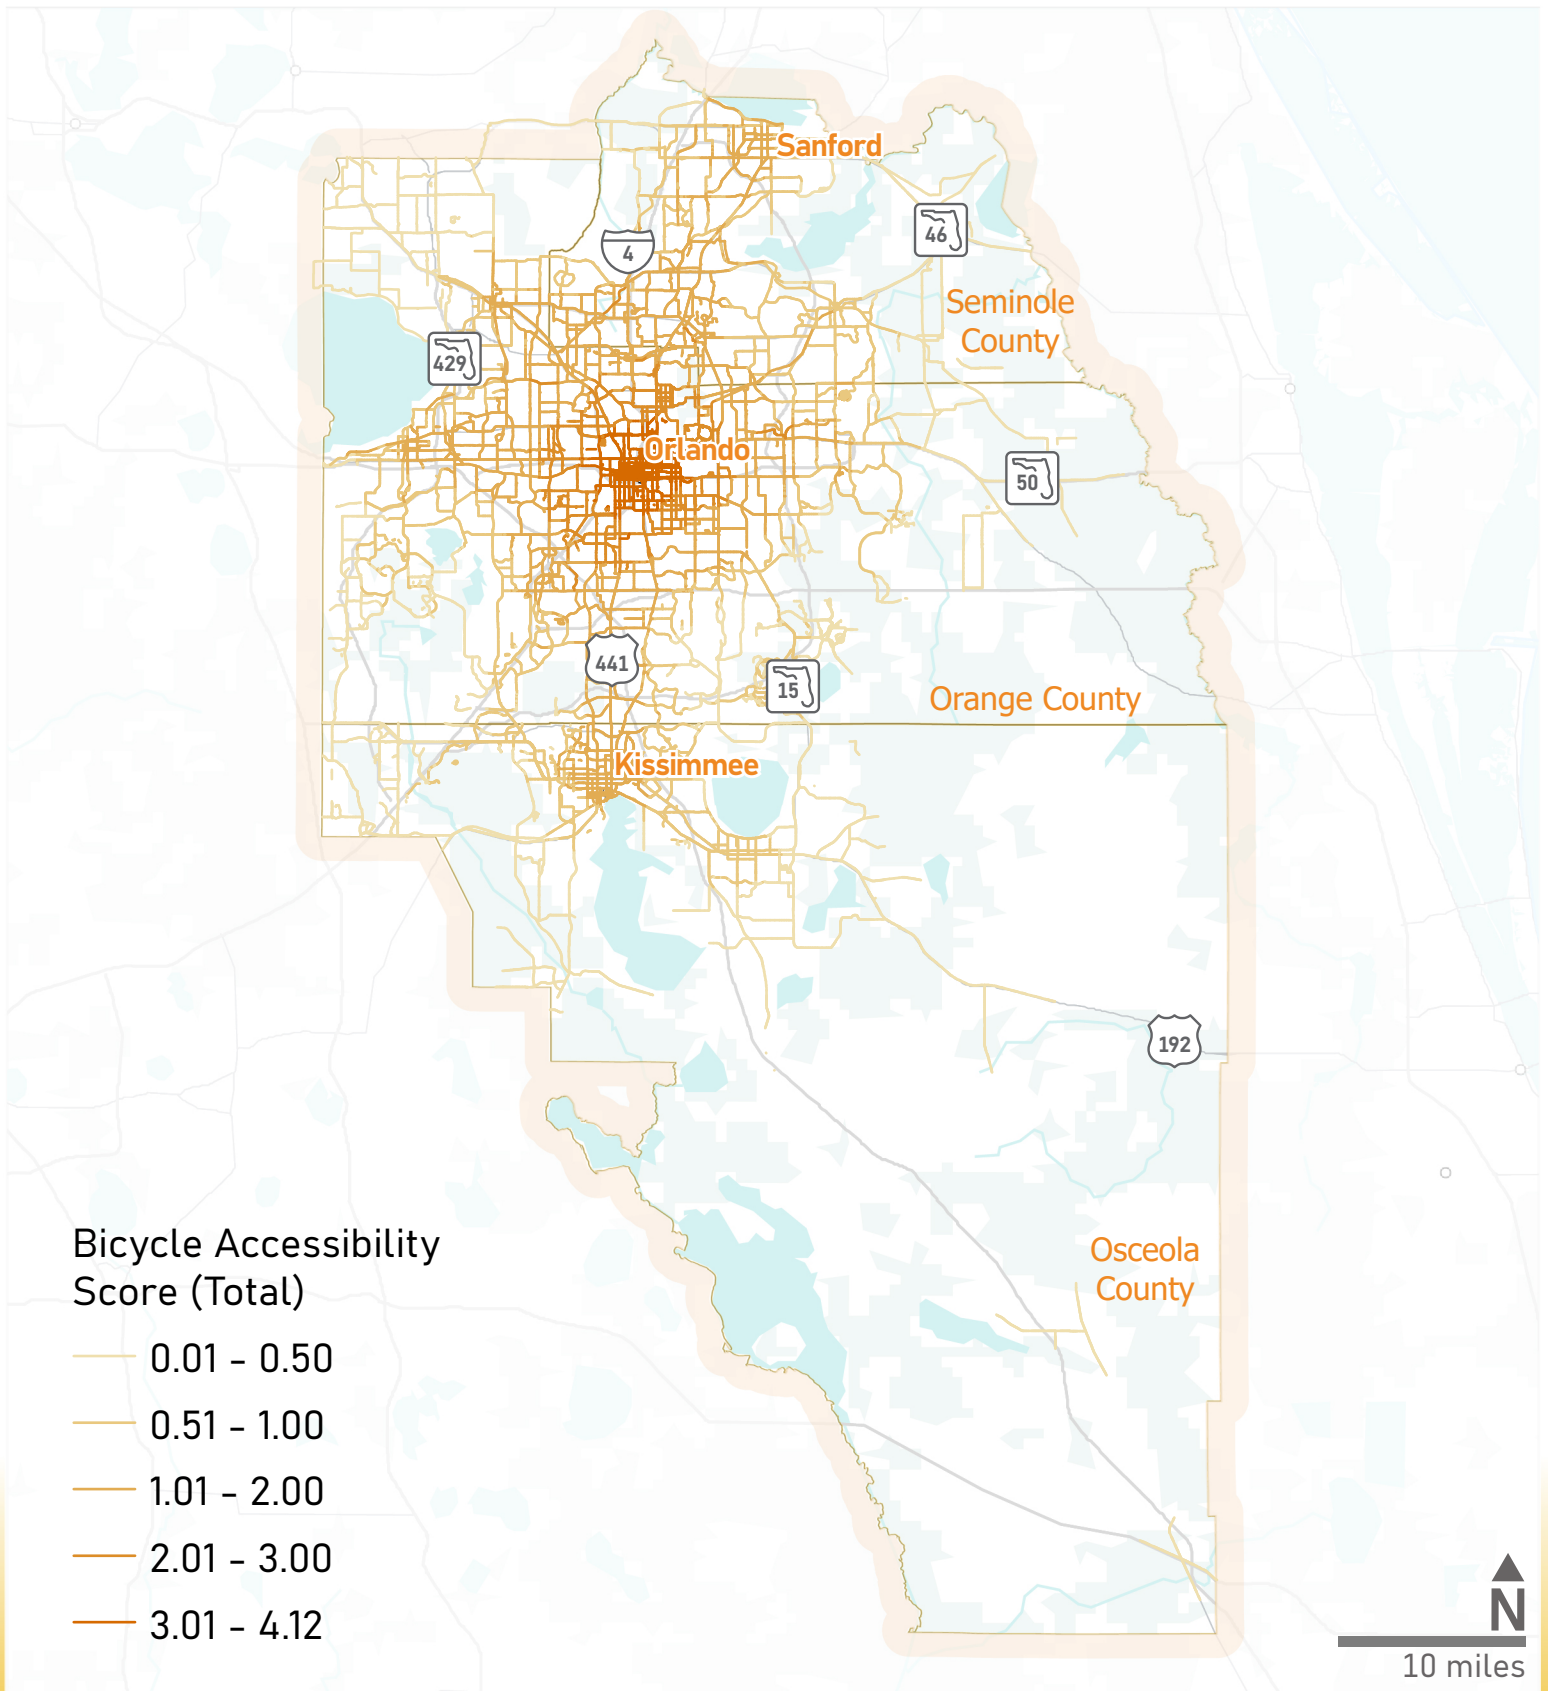 Sanford
46
4
Seminole
County
429
Orlando
50
441
15
Orange County
Kissimmee
192
Osceola
County
Bicycle Accessibility
Score (Total)
0.01 - 0.50
0.51 - 1.00
1.01 - 2.00
2.01 - 3.00
3.01 - 4.12
N
10 miles